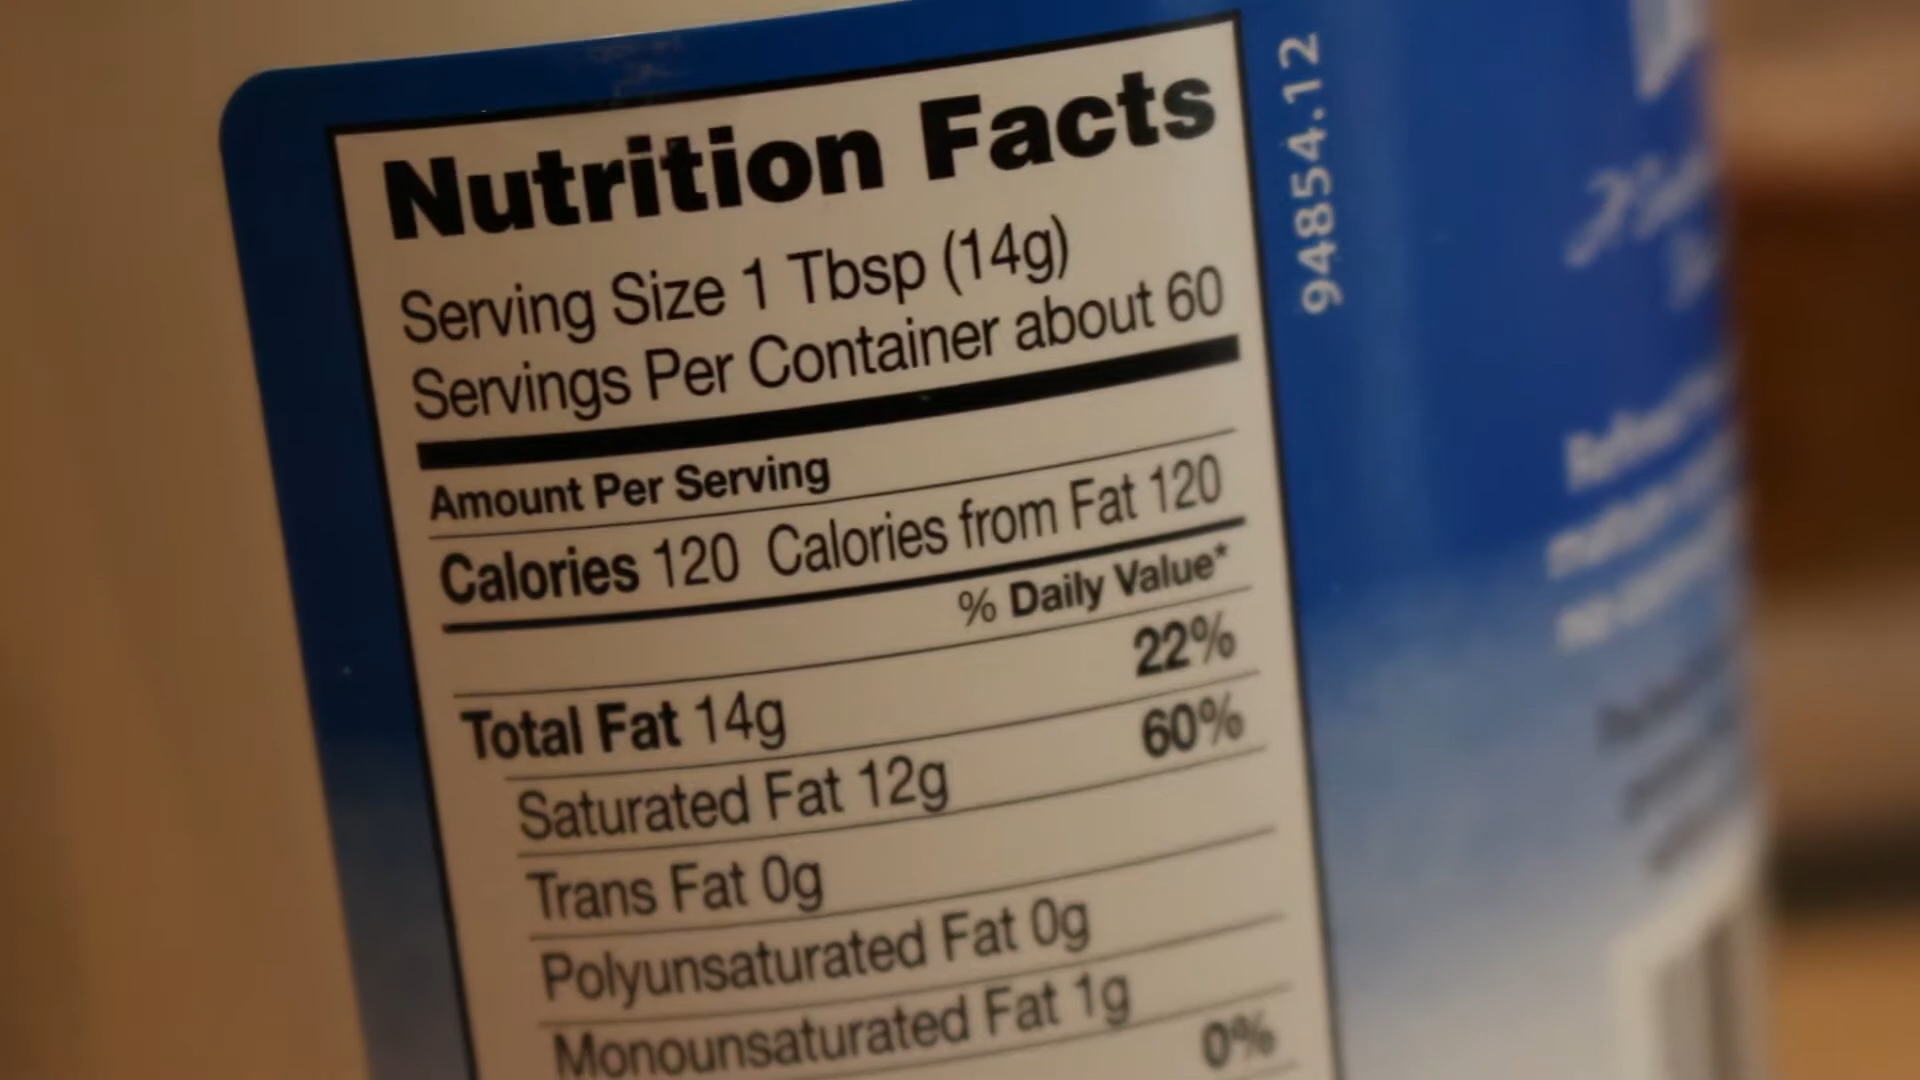 Nutrition Facts
Serving Size 1 Tbsp (14g)
Servings Per Container about 60
Amount Per Serving
Calories 120 Calories from Fat 120
% Daily Value*
Total Fat 14g 22%
Saturated Fat 12g 60%
Trans Fat 0g
Polyunsaturated Fat 0g
Monounsaturated Fat 1g
0%
94854.12